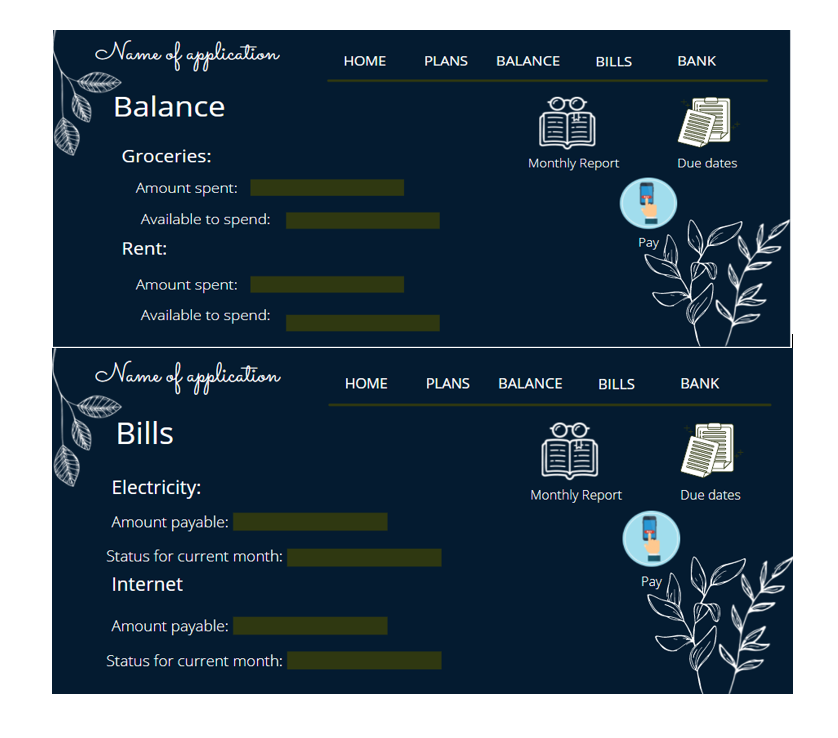 Name of application
HOME PLANS BALANCE BILLS BANK
Balance
Monthly Report Due dates
Groceries:
Amount spent:
Available to spend:
Pay
Rent:
Amount spent:
Available to spend:
Name of application
HOME PLANS BALANCE BILLS BANK
Bills
Monthly Report Due dates
Electricity:
Amount payable:
Status for current month:
Pay
Internet
Amount payable:
Status for current month: